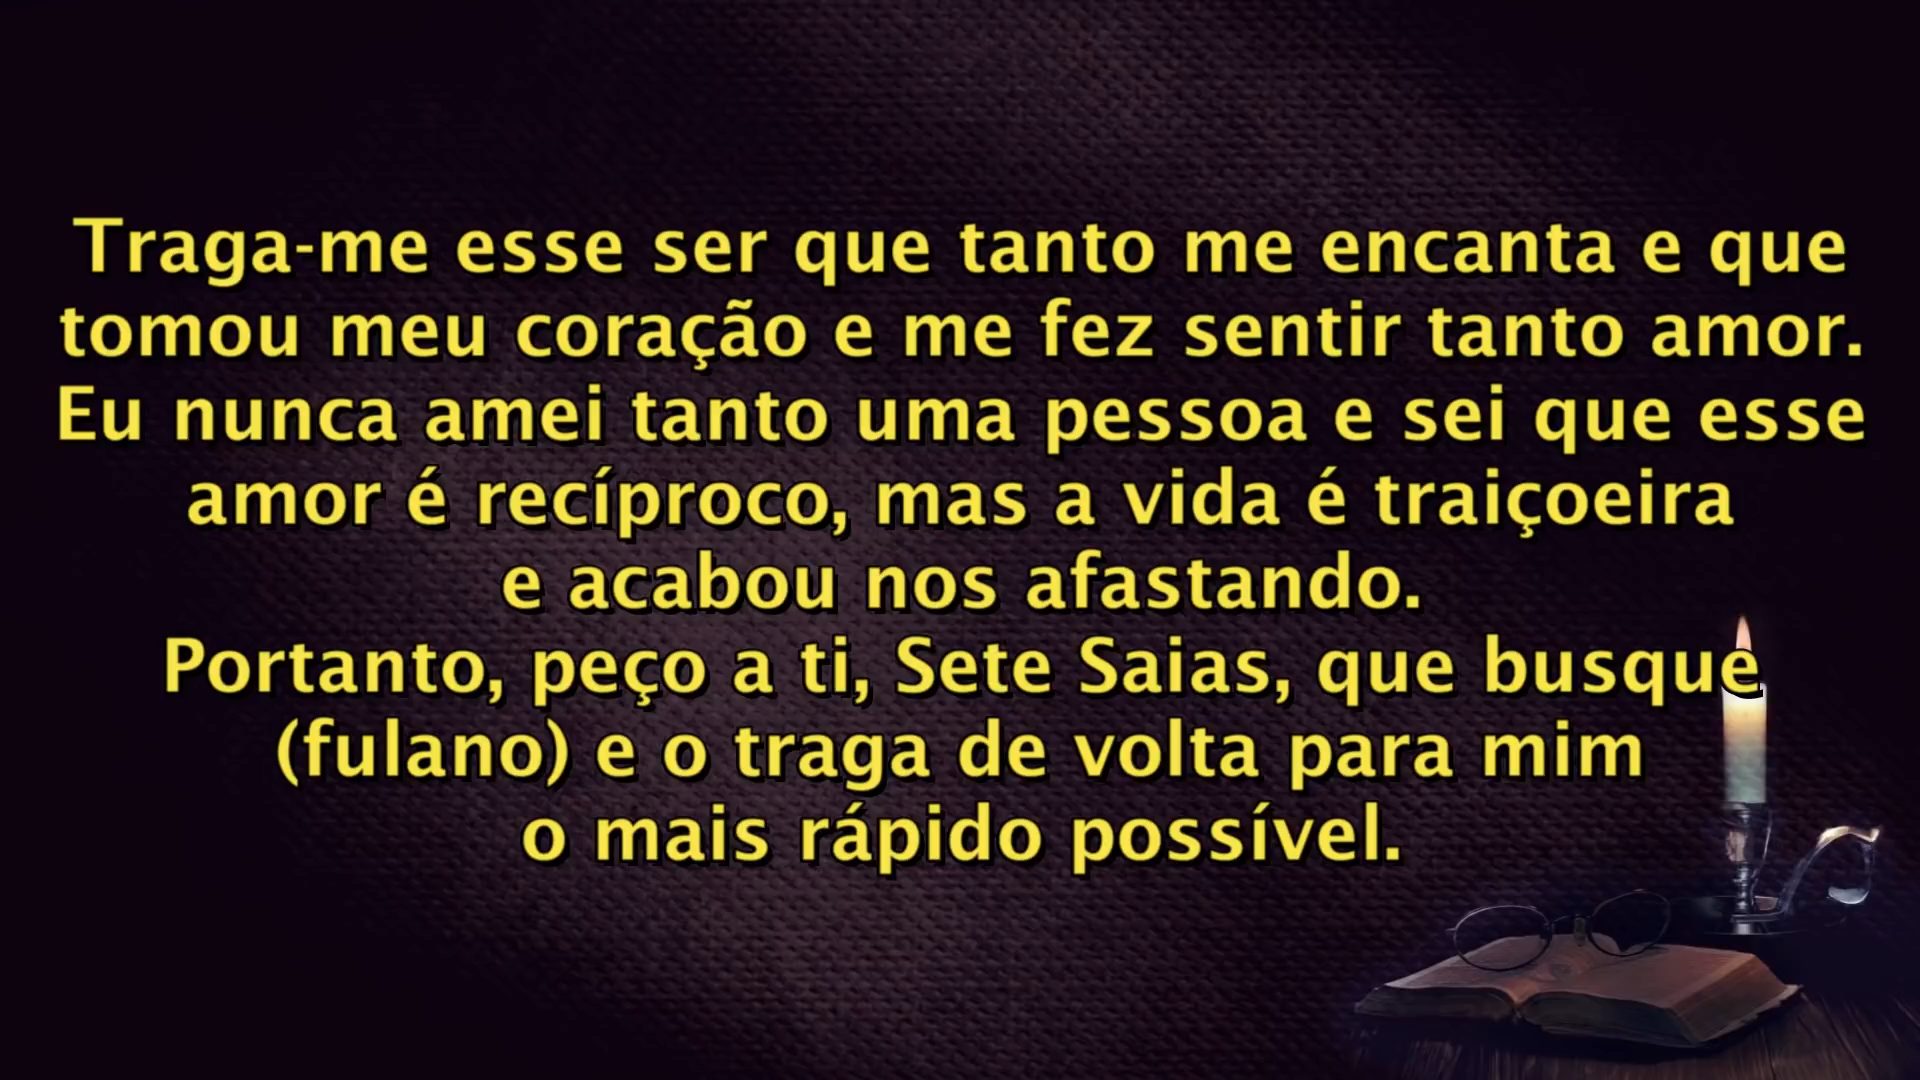 Traga-me esse ser que tanto me encanta e que
tomou meu coração e me fez sentir tanto amor.
Eu nunca amei tanto uma pessoa e sei que esse
amor é recíproco, mas a vida é traiçoeira
e acabou nos afastando.
Portanto, peço a ti, Sete Saias, que busque
(fulano) e o traga de volta para mim
o mais rápido possível.